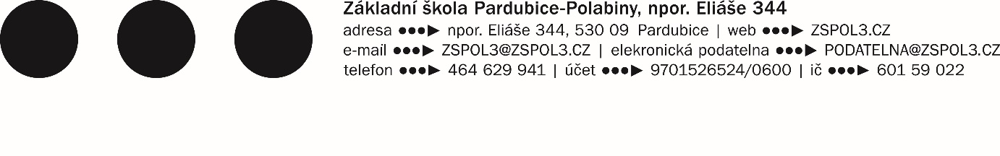 Základní škola Pardubice-Polabiny, npor. Eliáše 344
adresa ●●●▶ npor. Eliáše 344, 530 09 Pardubice | web ●●●▶ ZSPOL3.CZ
e-mail ●●●▶ ZSPOL3@ZSPOL3.CZ | elekronická podatelna ●●●▶ PODATELNA@ZSPOL3.CZ
telefon ●●●▶ 464 629 941 | účet ●●●▶ 9701526524/0600 | ič ●●●▶ 601 59 022